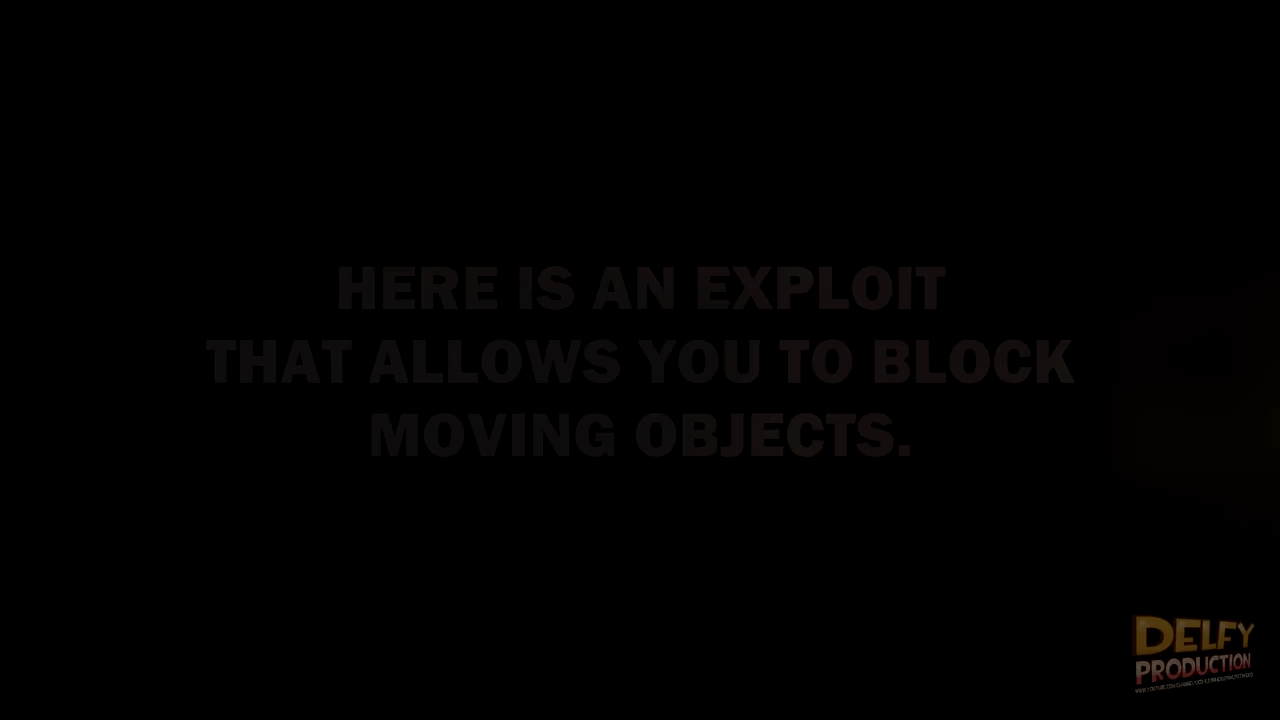 HERE IS AN EXPLOIT
THAT ALLOWS YOU TO BLOCK
MOVING OBJECTS.
DELFY
PRODUCTION